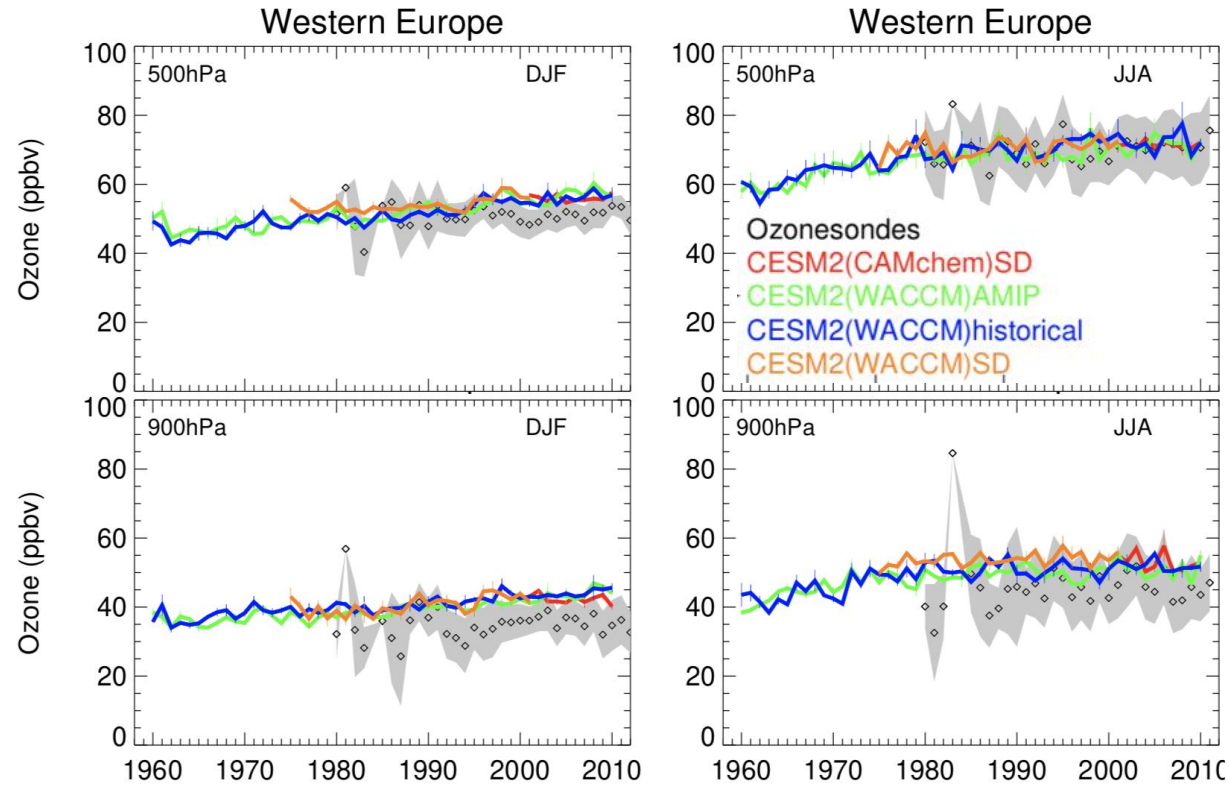 Western Europe
Western Europe
Ozone (ppbv)
100
80
60
40
20
0
500hPa
DJF
500hPa
JJA
100
80
60
40
20
0
Ozonesondes
CESM2(CAMchem)SD
CESM2(WACCM)AMIP
CESM2(WACCM)historical
CESM2(WACCM)SD
Ozone (ppbv)
100
80
60
40
20
0
900hPa
DJF
900hPa
JJA
100
80
60
40
20
0
1960 1970 1980 1990 2000 2010
1960 1970 1980 1990 2000 2010